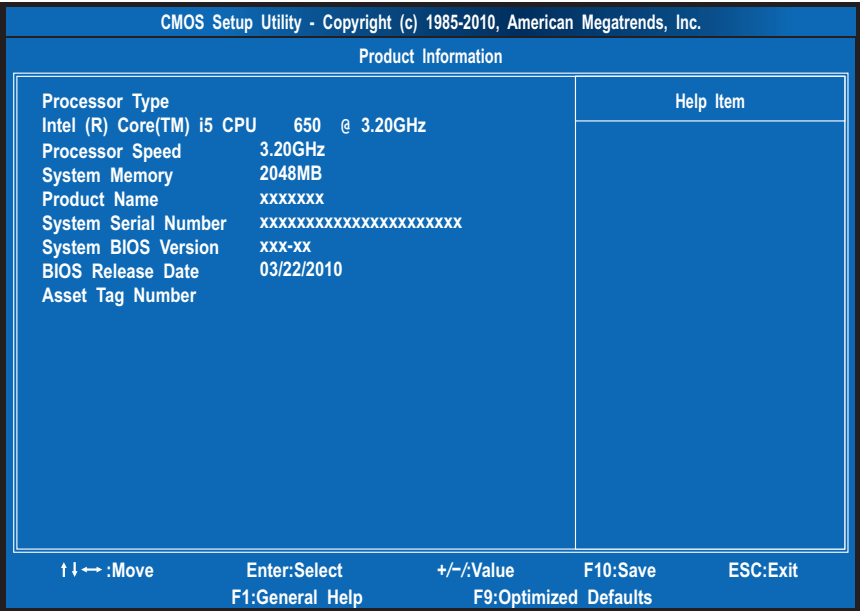 CMOS Setup Utility - Copyright (c) 1985-2010, American Megatrends, Inc.
Product Information
Processor Type
Intel (R) Core(TM) i5 CPU 650 @ 3.20GHz
Processor Speed 3.20GHz
System Memory 2048MB
Product Name xxxxxxx
System Serial Number xxxxxxxxxxxxxxxxxxxxxx
System BIOS Version xxx-xx
BIOS Release Date 03/22/2010
Asset Tag Number
Help Item
↑↓↔ :Move Enter:Select +/−/:Value F10:Save ESC:Exit
F1:General Help F9:Optimized Defaults